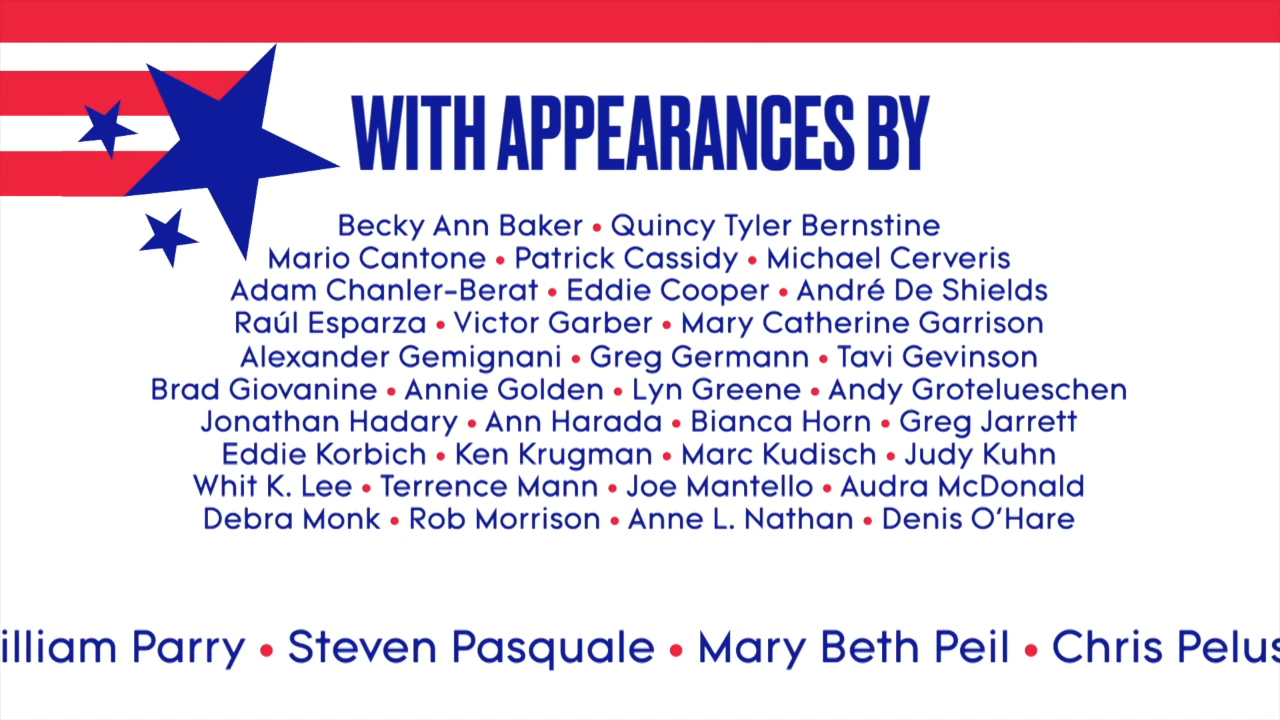 WITH APPEARANCES BY
Becky Ann Baker • Quincy Tyler Bernstine
Mario Cantone • Patrick Cassidy • Michael Cerveris
Adam Chanler-Berat • Eddie Cooper • André De Shields
Raúl Esparza • Victor Garber • Mary Catherine Garrison
Alexander Gemignani • Greg Germann • Tavi Gevinson
Brad Giovanine • Annie Golden • Lyn Greene • Andy Grotelueschen
Jonathan Hadary • Ann Harada • Bianca Horn • Greg Jarrett
Eddie Korbich • Ken Krugman • Marc Kudisch • Judy Kuhn
Whit K. Lee • Terrence Mann • Joe Mantello • Audra McDonald
Debra Monk • Rob Morrison • Anne L. Nathan • Denis O'Hare
illiam Parry • Steven Pasquale • Mary Beth Peil • Chris Pelus